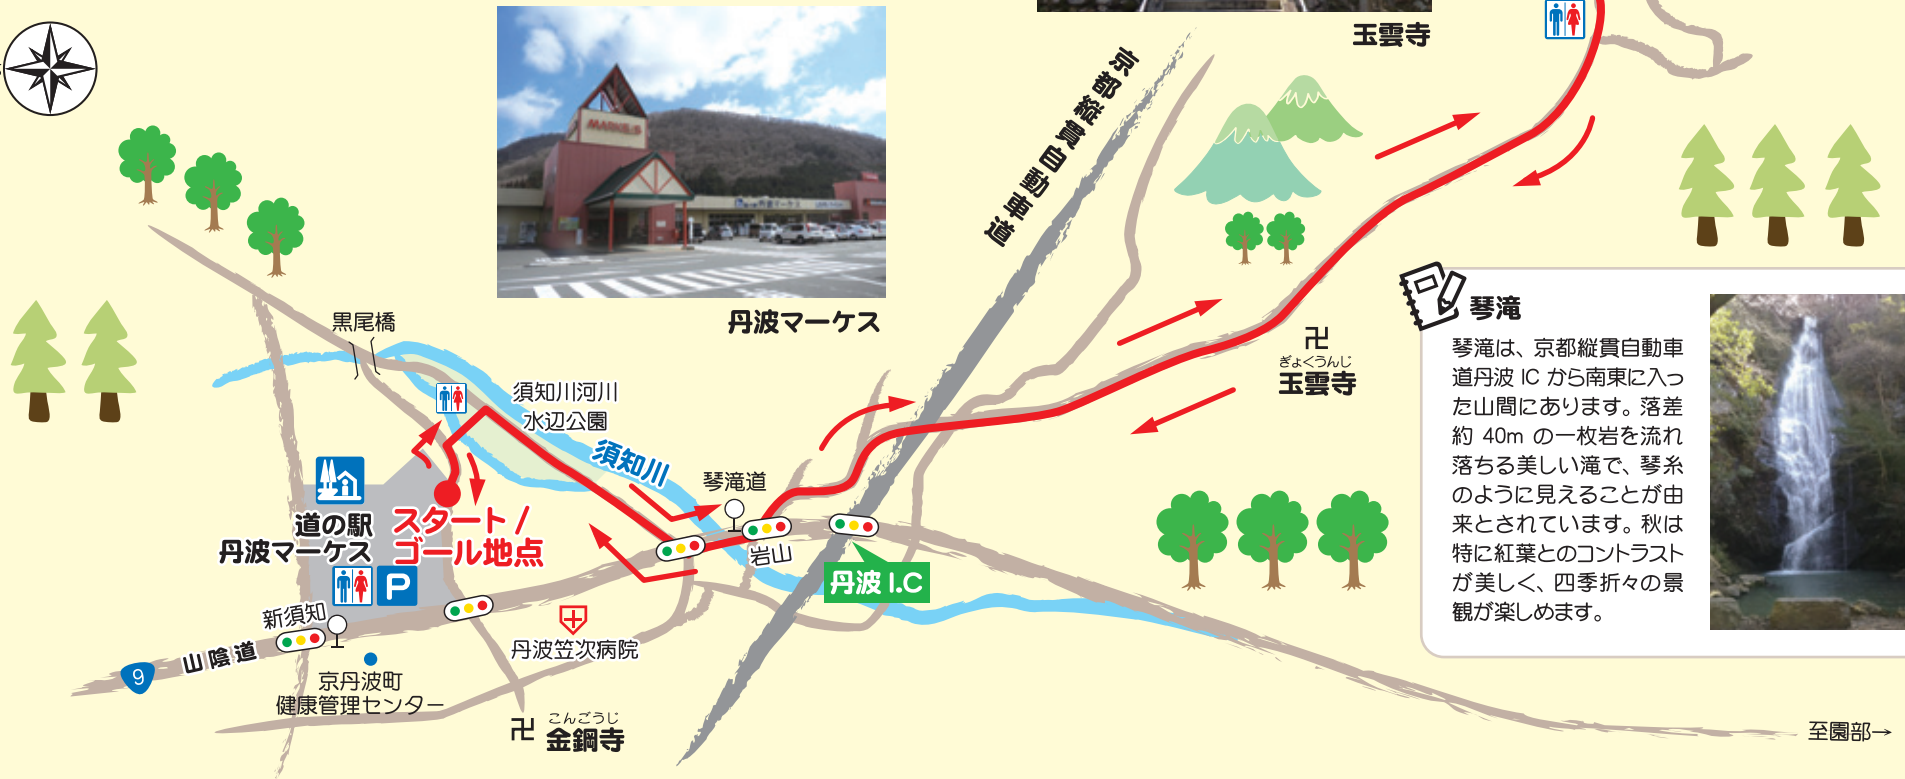 玉雲寺
京都縦貫自動車道
MARKES
丹波マーケス
丹波マーケス
黒尾橋
須知川河川
水辺公園
須知川
琴滝道
岩山
丹波I.C
道の駅
丹波マーケス
スタート/
ゴール地点
P
新須知
山陰道
9
京丹波町
健康管理センター
丹波笠次病院
卍
こんごうじ
金鋼寺
卍
ぎょくうんじ
玉雲寺
琴滝
琴滝は、京都縦貫自動車
道丹波 IC から南東に入っ
た山間にあります。落差
約 40m の一枚岩を流れ
落ちる美しい滝で、琴糸
のように見えることが由
来とされています。秋は
特に紅葉とのコントラスト
が美しく、四季折々の景
観が楽しめます。
至園部→